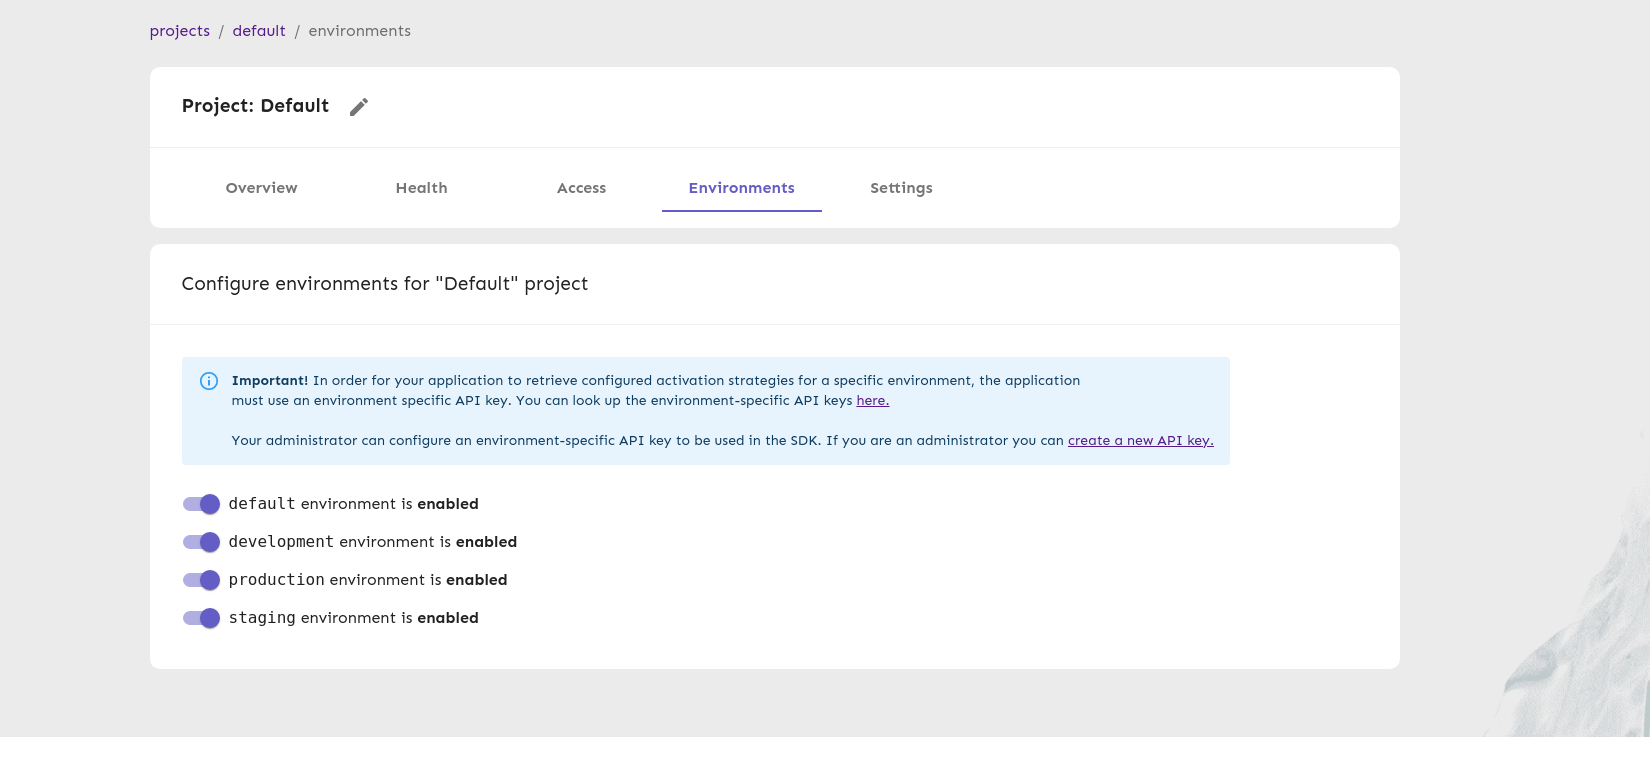 projects / default / environments
Project: Default
Overview Health Access Environments Settings
Configure environments for "Default" project
Important! In order for your application to retrieve configured activation strategies for a specific environment, the application
must use an environment specific API key. You can look up the environment-specific API keys here.
Your administrator can configure an environment-specific API key to be used in the SDK. If you are an administrator you can create a new API key.
default environment is enabled
development environment is enabled
production environment is enabled
staging environment is enabled